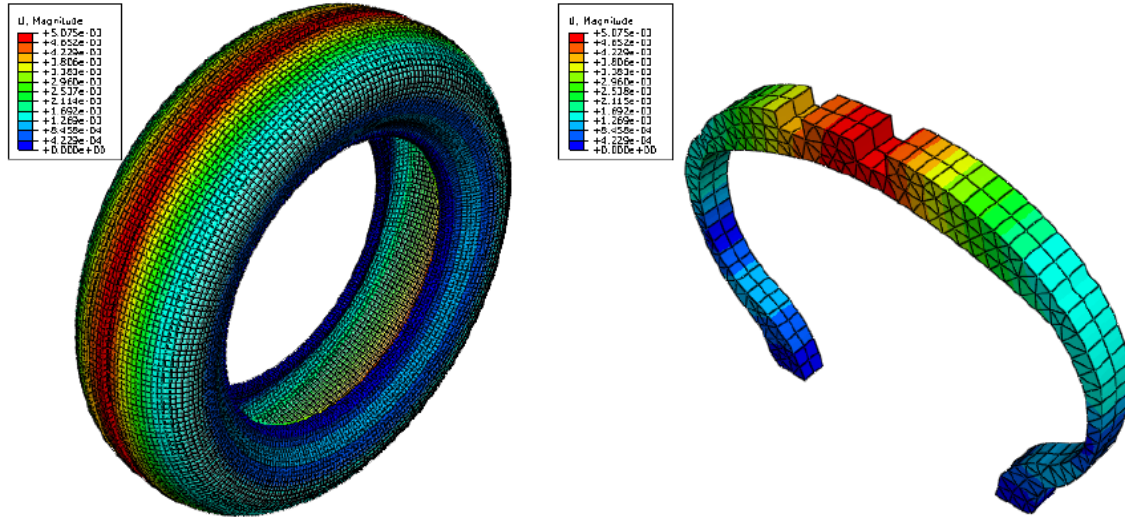 U, Magnitude
+5.075e-03
+4.652e-03
+4.229e-03
+3.806e-03
+3.383e-03
+2.960e-03
+2.537e-03
+2.114e-03
+1.692e-03
+1.269e-03
+8.458e-04
+4.229e-04
+0.000e+00
U, Magnitude
+5.075e-03
+4.652e-03
+4.229e-03
+3.806e-03
+3.383e-03
+2.960e-03
+2.538e-03
+2.115e-03
+1.692e-03
+1.269e-03
+8.458e-04
+4.229e-04
+0.000e+00